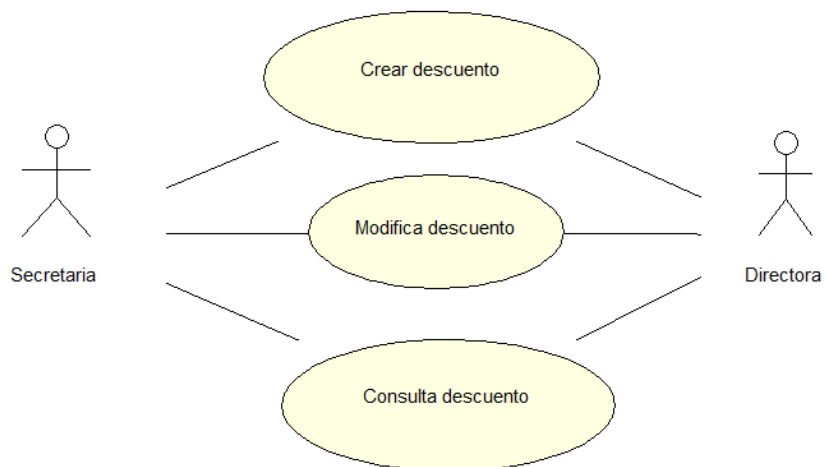 Crear descuento
Modifica descuento
Secretaria
Directora
Consulta descuento